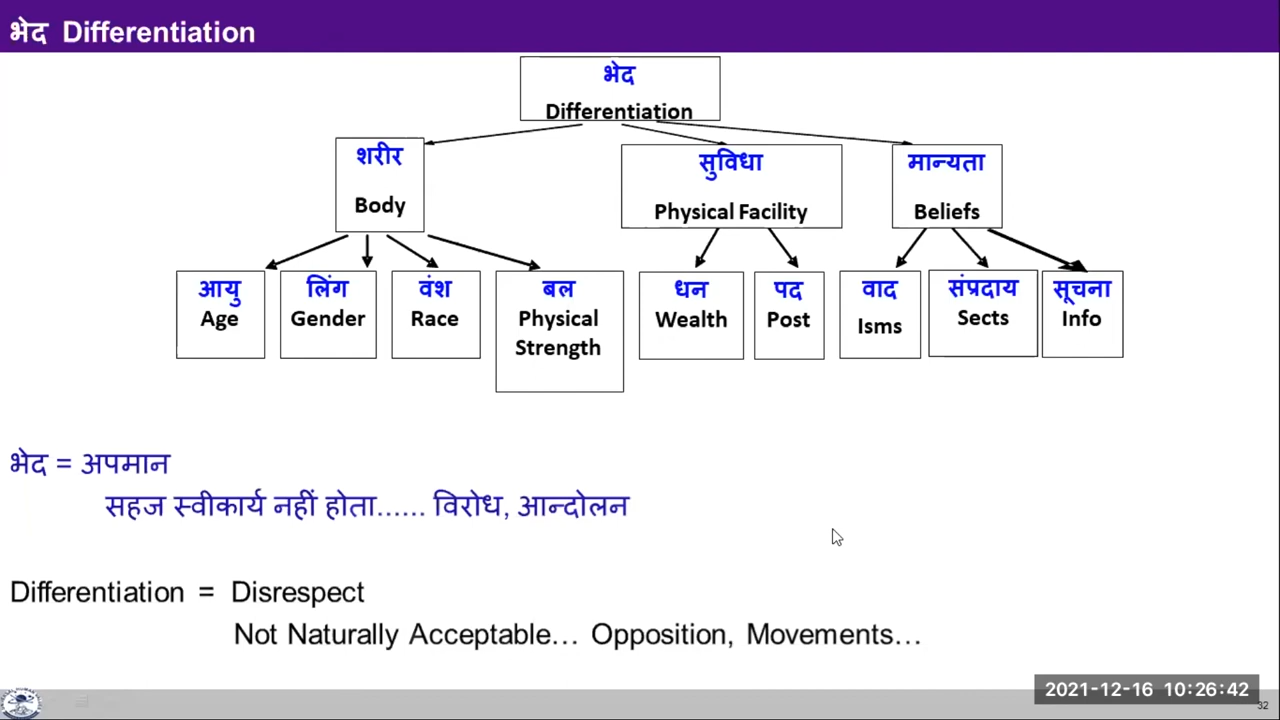 भेद Differentiation
भेद
Differentiation
शरीर
Body
सुविधा
Physical Facility
मान्यता
Beliefs
आयु
Age
लिंग
Gender
वंश
Race
बल
Physical
Strength
धन
Wealth
पद
Post
वाद
Isms
संप्रदाय
Sects
सूचना
Info
भेद = अपमान
सहज स्वीकार्य नहीं होता...... विरोध, आन्दोलन
Differentiation = Disrespect
Not Naturally Acceptable… Opposition, Movements…
2021-12-16 10:26:42
32